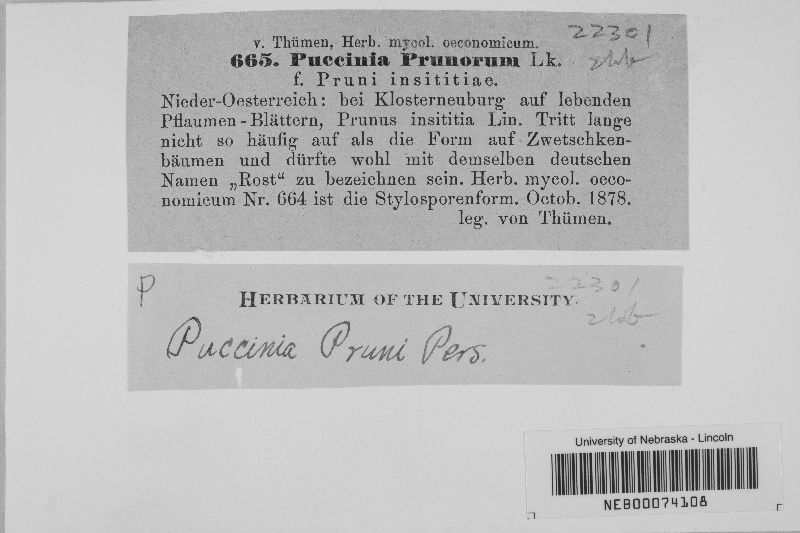 22301
v. Thümen, Herb. mycol. oeconomicum.
665. Puccinia Prunorum Lk.
f. Pruni insititiae.
Nieder-Oesterreich: bei Klosterneuburg auf lebenden
Pflaumen-Blättern, Prunus insititia Lin. Tritt lange
nicht so häufig auf als die Form auf Zwetschken-
bäumen und dürfte wohl mit demselben deutschen
Namen „Rost“ zu bezeichnen sein. Herb. mycol. oeco-
nomicum Nr. 664 ist die Stylosporenform. Octob. 1878.
leg. von Thümen.
P
22301
HERBARIUM OF THE UNIVERSITY.
Puccinia Pruni Pers.
University of Nebraska - Lincoln
NEB00074108